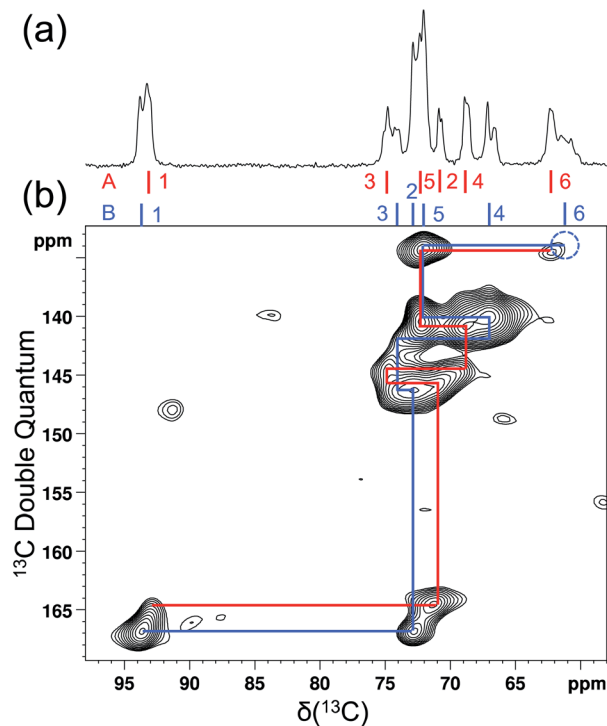 (a)
A 1 3 5 2 4 6
(b)
2
B 1 3 5 4 6
ppm
140
145
150
155
160
165
¹³C Double Quantum
95 90 85 80 75 70 65 ppm
δ(¹³C)